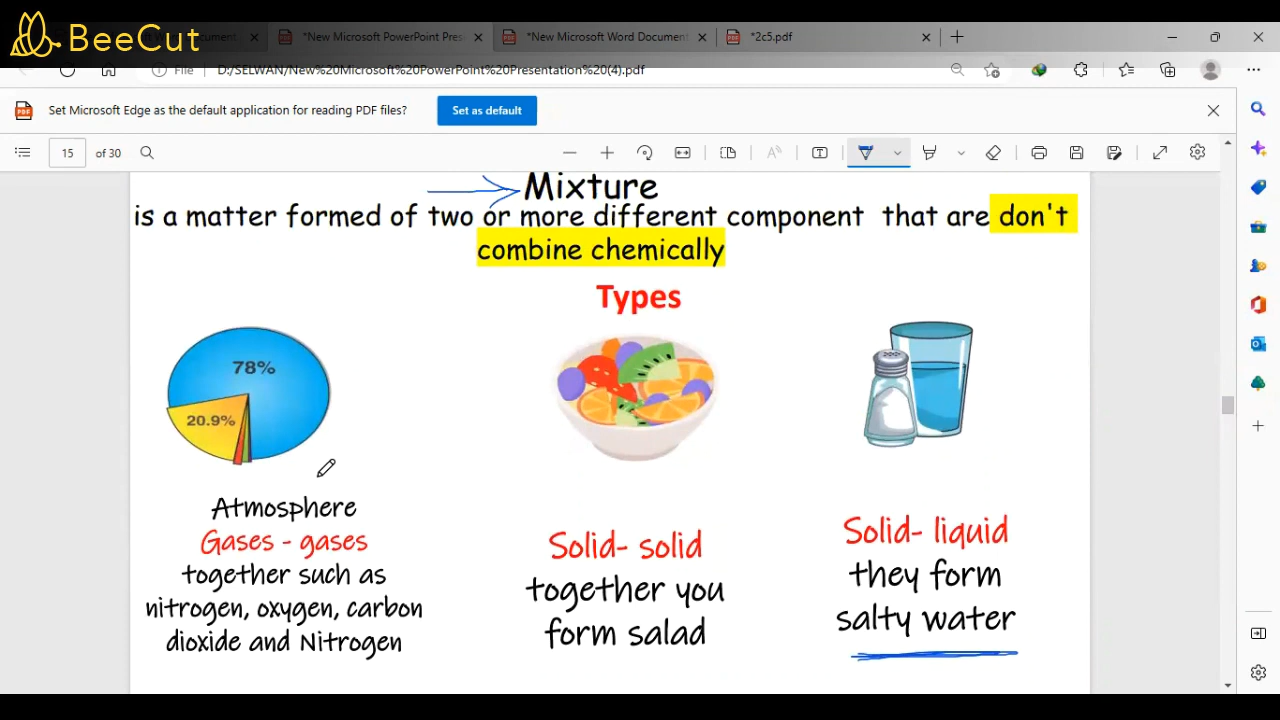 BeeCut
*New Microsoft PowerPoint Pres
*New Microsoft Word Document
*2c5.pdf
File
D:/SELWAN/New%20Microsoft%20PowerPoint%20Presentation%20(4).pdf
Set Microsoft Edge as the default application for reading PDF files?
Set as default
15 of 30
Mixture
is a matter formed of two or more different component that are don't
combine chemically
Types
78%
20.9%
Atmosphere
Gases - gases
together such as
nitrogen, oxygen, carbon
dioxide and Nitrogen
Solid- solid
together you
form salad
Solid- liquid
they form
salty water